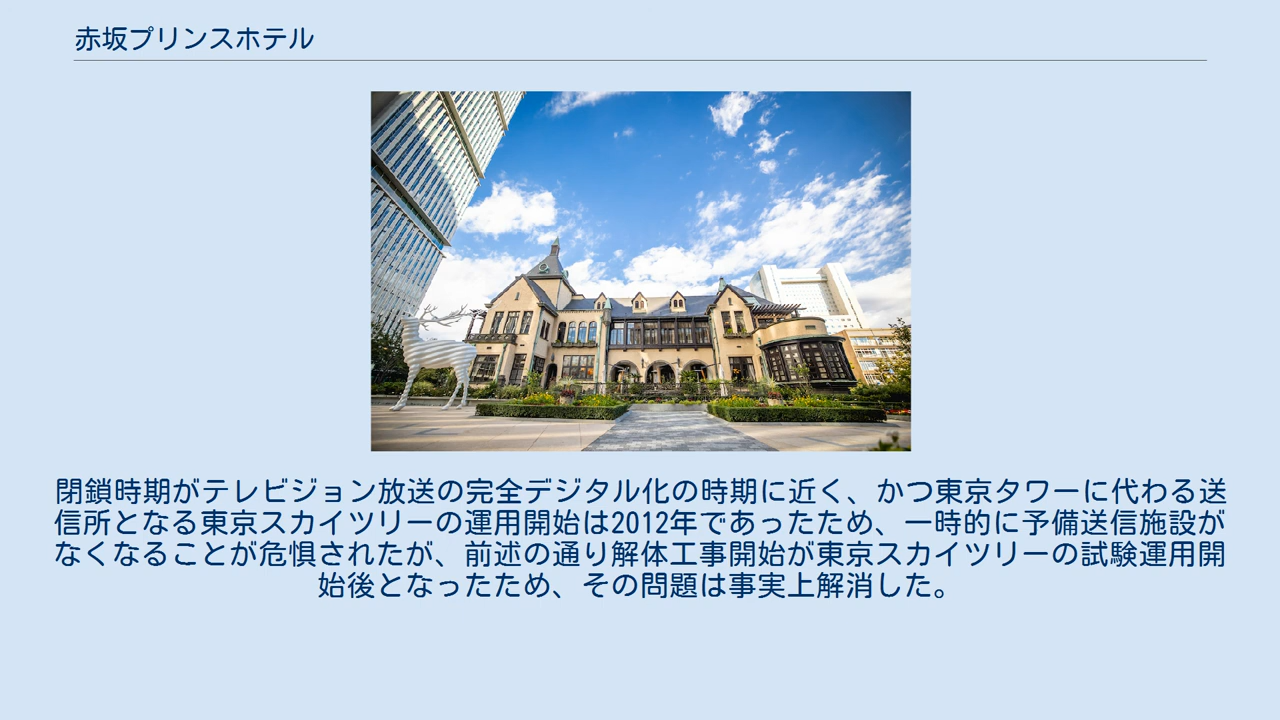 赤坂プリンスホテル
閉鎖時期がテレビジョン放送の完全デジタル化の時期に近く、かつ東京タワーに代わる送
信所となる東京スカイツリーの運用開始は2012年であったため、一時的に予備送信施設が
なくなることが危惧されたが、前述の通り解体工事開始が東京スカイツリーの試験運用開
始後となったため、その問題は事実上解消した。